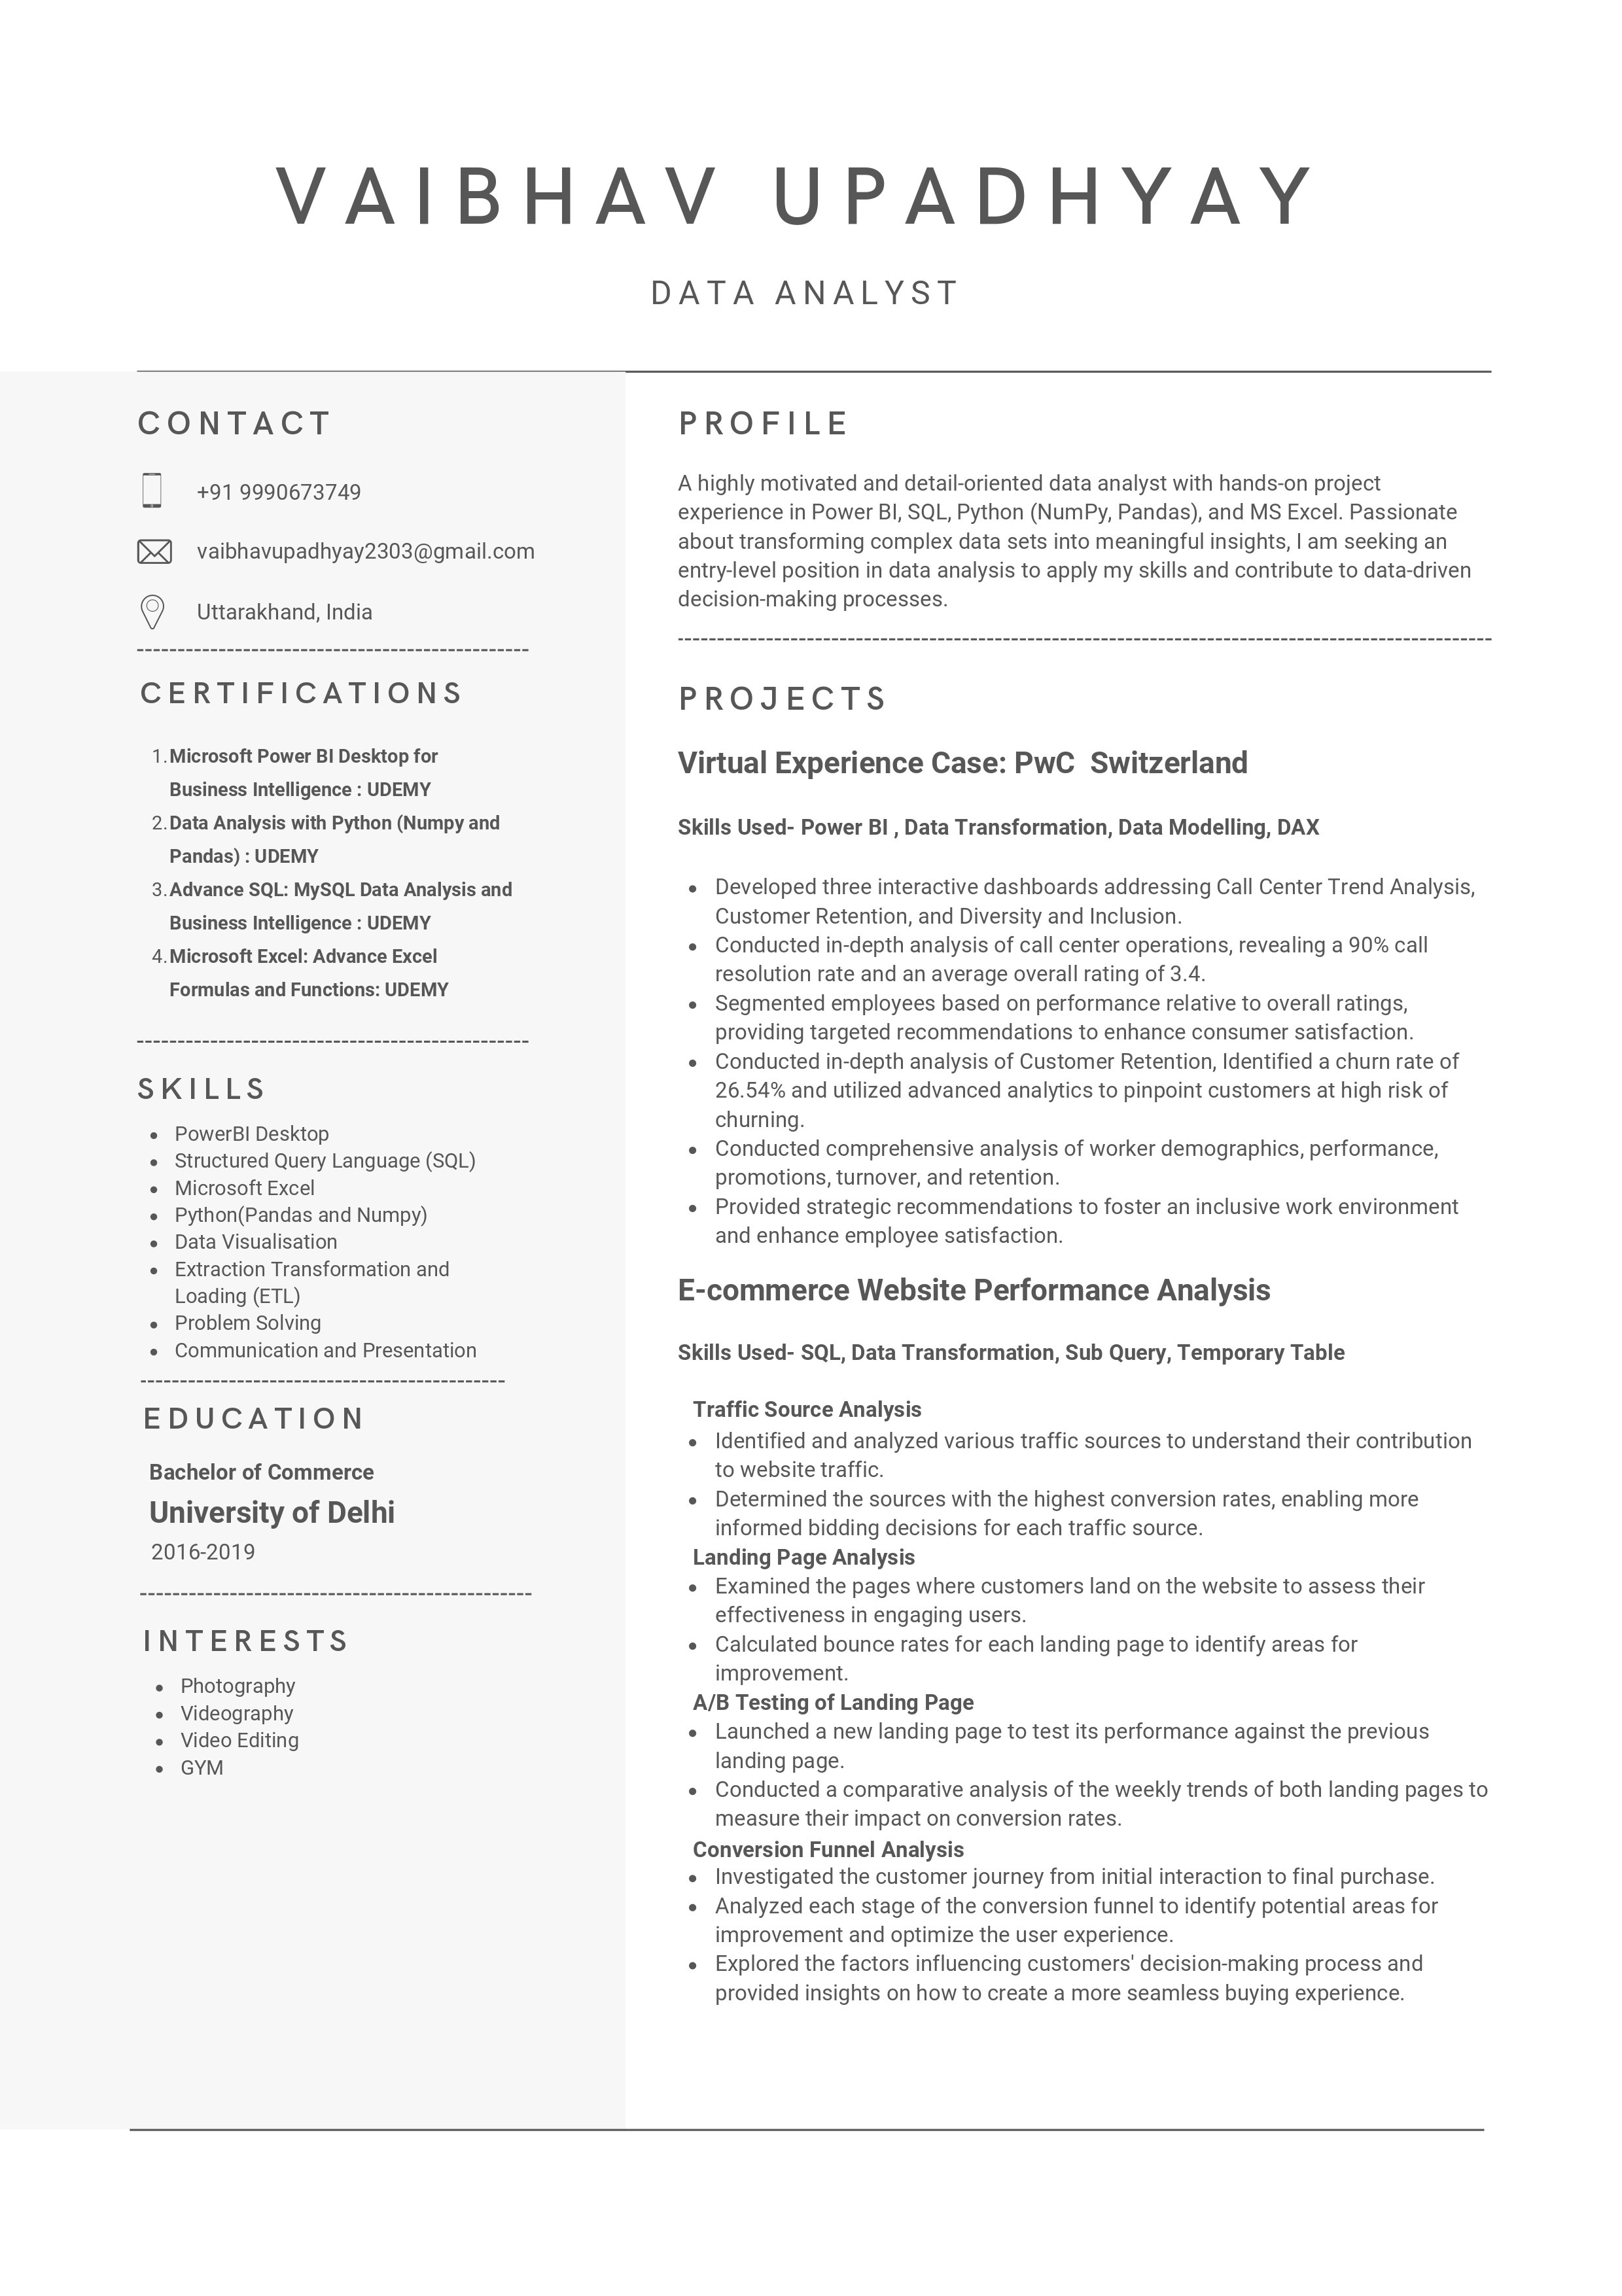 VAIBHAV UPADHYAY
DATA ANALYST
CONTACT
+91 9990673749
vaibhavupadhyay2303@gmail.com
Uttarakhand, India
CERTIFICATIONS
1. Microsoft Power BI Desktop for
Business Intelligence : UDEMY
2. Data Analysis with Python (Numpy and
Pandas) : UDEMY
3. Advance SQL: MySQL Data Analysis and
Business Intelligence : UDEMY
4. Microsoft Excel: Advance Excel
Formulas and Functions: UDEMY
SKILLS
• PowerBI Desktop
• Structured Query Language (SQL)
• Microsoft Excel
• Python(Pandas and Numpy)
• Data Visualisation
• Extraction Transformation and
Loading (ETL)
• Problem Solving
• Communication and Presentation
EDUCATION
Bachelor of Commerce
University of Delhi
2016-2019
INTERESTS
• Photography
• Videography
• Video Editing
• GYM
PROFILE
A highly motivated and detail-oriented data analyst with hands-on project
experience in Power BI, SQL, Python (NumPy, Pandas), and MS Excel. Passionate
about transforming complex data sets into meaningful insights, I am seeking an
entry-level position in data analysis to apply my skills and contribute to data-driven
decision-making processes.
PROJECTS
Virtual Experience Case: PwC  Switzerland
Skills Used- Power BI , Data Transformation, Data Modelling, DAX
• Developed three interactive dashboards addressing Call Center Trend Analysis,
Customer Retention, and Diversity and Inclusion.
• Conducted in-depth analysis of call center operations, revealing a 90% call
resolution rate and an average overall rating of 3.4.
• Segmented employees based on performance relative to overall ratings,
providing targeted recommendations to enhance consumer satisfaction.
• Conducted in-depth analysis of Customer Retention, Identified a churn rate of
26.54% and utilized advanced analytics to pinpoint customers at high risk of
churning.
• Conducted comprehensive analysis of worker demographics, performance,
promotions, turnover, and retention.
• Provided strategic recommendations to foster an inclusive work environment
and enhance employee satisfaction.
E-commerce Website Performance Analysis
Skills Used- SQL, Data Transformation, Sub Query, Temporary Table
Traffic Source Analysis
• Identified and analyzed various traffic sources to understand their contribution
to website traffic.
• Determined the sources with the highest conversion rates, enabling more
informed bidding decisions for each traffic source.
Landing Page Analysis
• Examined the pages where customers land on the website to assess their
effectiveness in engaging users.
• Calculated bounce rates for each landing page to identify areas for
improvement.
A/B Testing of Landing Page
• Launched a new landing page to test its performance against the previous
landing page.
• Conducted a comparative analysis of the weekly trends of both landing pages to
measure their impact on conversion rates.
Conversion Funnel Analysis
• Investigated the customer journey from initial interaction to final purchase.
• Analyzed each stage of the conversion funnel to identify potential areas for
improvement and optimize the user experience.
• Explored the factors influencing customers' decision-making process and
provided insights on how to create a more seamless buying experience.